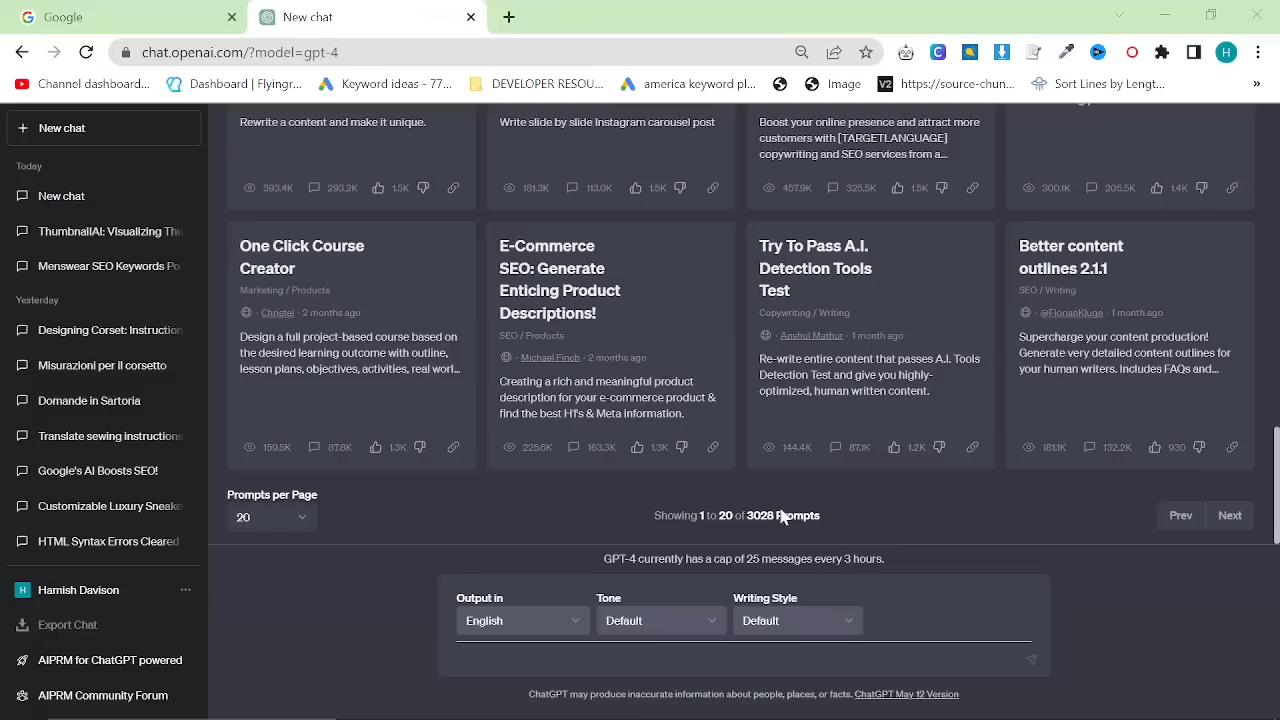 Google
New chat
chat.openai.com/?model=gpt-4
H
Channel dashboard...
Dashboard | Flyingr...
Keyword ideas - 77...
DEVELOPER RESOU...
america keyword pl...
Image
V2
https://source-chun...
Sort Lines by Lengt...
»
+ New chat
Today
New chat
ThumbnailAI: Visualizing Thu
Menswear SEO Keywords Po
Yesterday
Designing Corset: Instruction
Misurazioni per il corsetto
Domande in Sartoria
Translate sewing instructions
Google's AI Boosts SEO!
Customizable Luxury Sneake
HTML Syntax Errors Cleared
H Hamish Davison ...
Export Chat
AIPRM for ChatGPT powered
AIPRM Community Forum
Rewrite a content and make it unique.
393.4K 293.2K 1.5K
Write slide by slide Instagram carousel post
181.3K 113.0K 1.5K
Boost your online presence and attract more
customers with [TARGETLANGUAGE]
copywriting and SEO services from a...
457.9K 325.5K 1.5K
300.1K 205.5K 1.4K
One Click Course
Creator
Marketing / Products
· Christel · 2 months ago
Design a full project-based course based on
the desired learning outcome with outline,
lesson plans, objectives, activities, real worl...
159.5K 87.8K 1.3K
E-Commerce
SEO: Generate
Enticing Product
Descriptions!
SEO / Products
· Michael Finch · 2 months ago
Creating a rich and meaningful product
description for your e-commerce product &
find the best H1's & Meta information.
225.6K 163.3K 1.3K
Try To Pass A.I.
Detection Tools
Test
Copywriting / Writing
· Anshul Mathur · 1 month ago
Re-write entire content that passes A.I. Tools
Detection Test and give you highly-
optimized, human written content.
144.4K 87.1K 1.2K
Better content
outlines 2.1.1
SEO / Writing
· @FlorianKluge · 1 month ago
Supercharge your content production!
Generate very detailed content outlines for
your human writers. Includes FAQs and...
181.1K 132.2K 930
Prompts per Page
20
Showing 1 to 20 of 3028 Prompts
Prev Next
GPT-4 currently has a cap of 25 messages every 3 hours.
Output in Tone Writing Style
English Default Default
ChatGPT may produce inaccurate information about people, places, or facts. ChatGPT May 12 Version